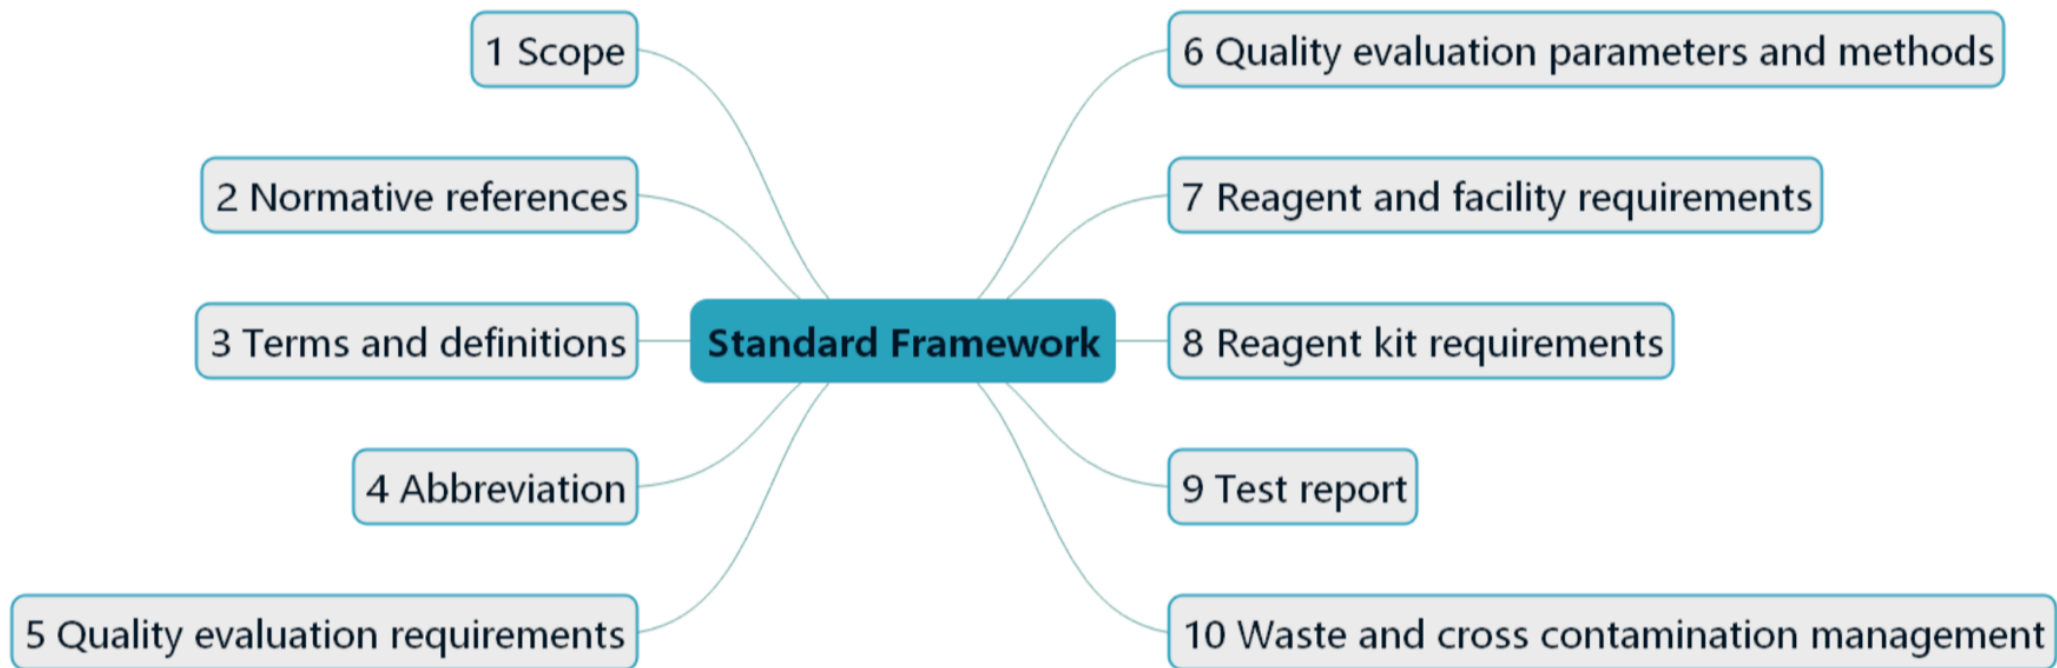 1 Scope
2 Normative references
3 Terms and definitions
4 Abbreviation
5 Quality evaluation requirements
Standard Framework
6 Quality evaluation parameters and methods
7 Reagent and facility requirements
8 Reagent kit requirements
9 Test report
10 Waste and cross contamination management